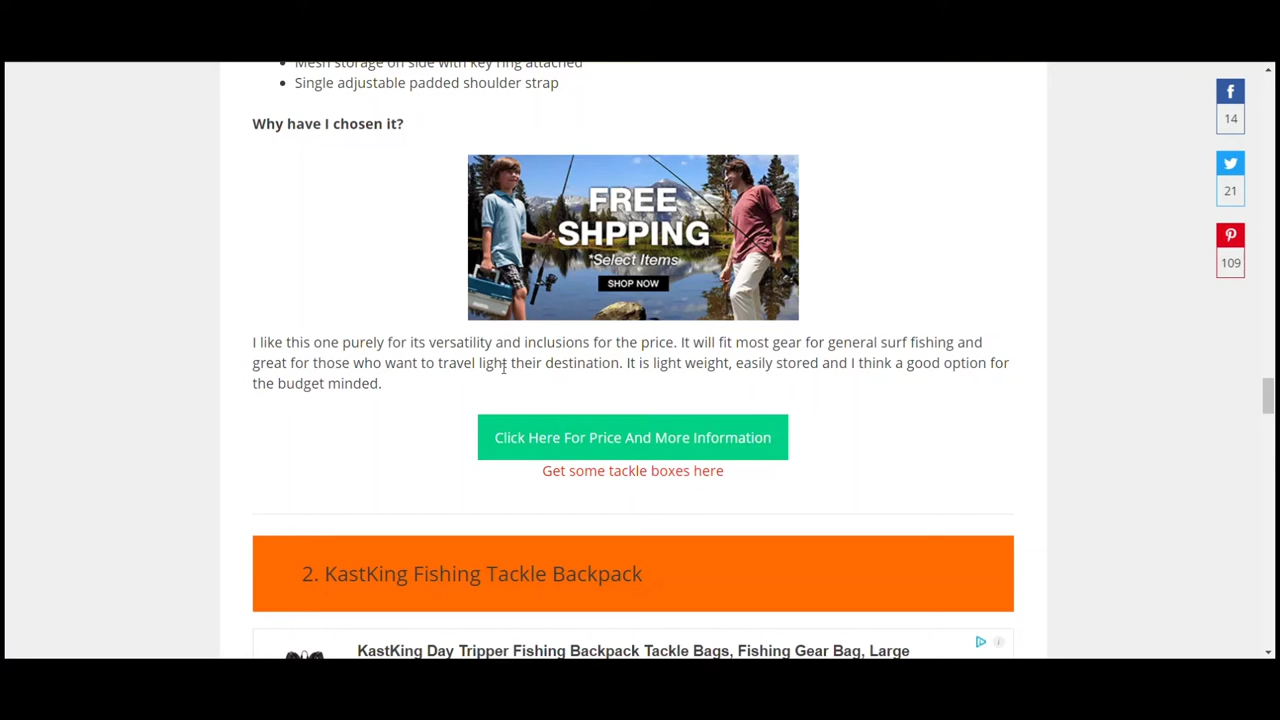 Mesh storage on side with key ring attached
Single adjustable padded shoulder strap
Why have I chosen it?
FREE
SHPPING
*Select Items
SHOP NOW
I like this one purely for its versatility and inclusions for the price. It will fit most gear for general surf fishing and
great for those who want to travel light their destination. It is light weight, easily stored and I think a good option for
the budget minded.
Click Here For Price And More Information
Get some tackle boxes here
2. KastKing Fishing Tackle Backpack
KastKing Day Tripper Fishing Backpack Tackle Bags, Fishing Gear Bag, Large
f
14
21
109